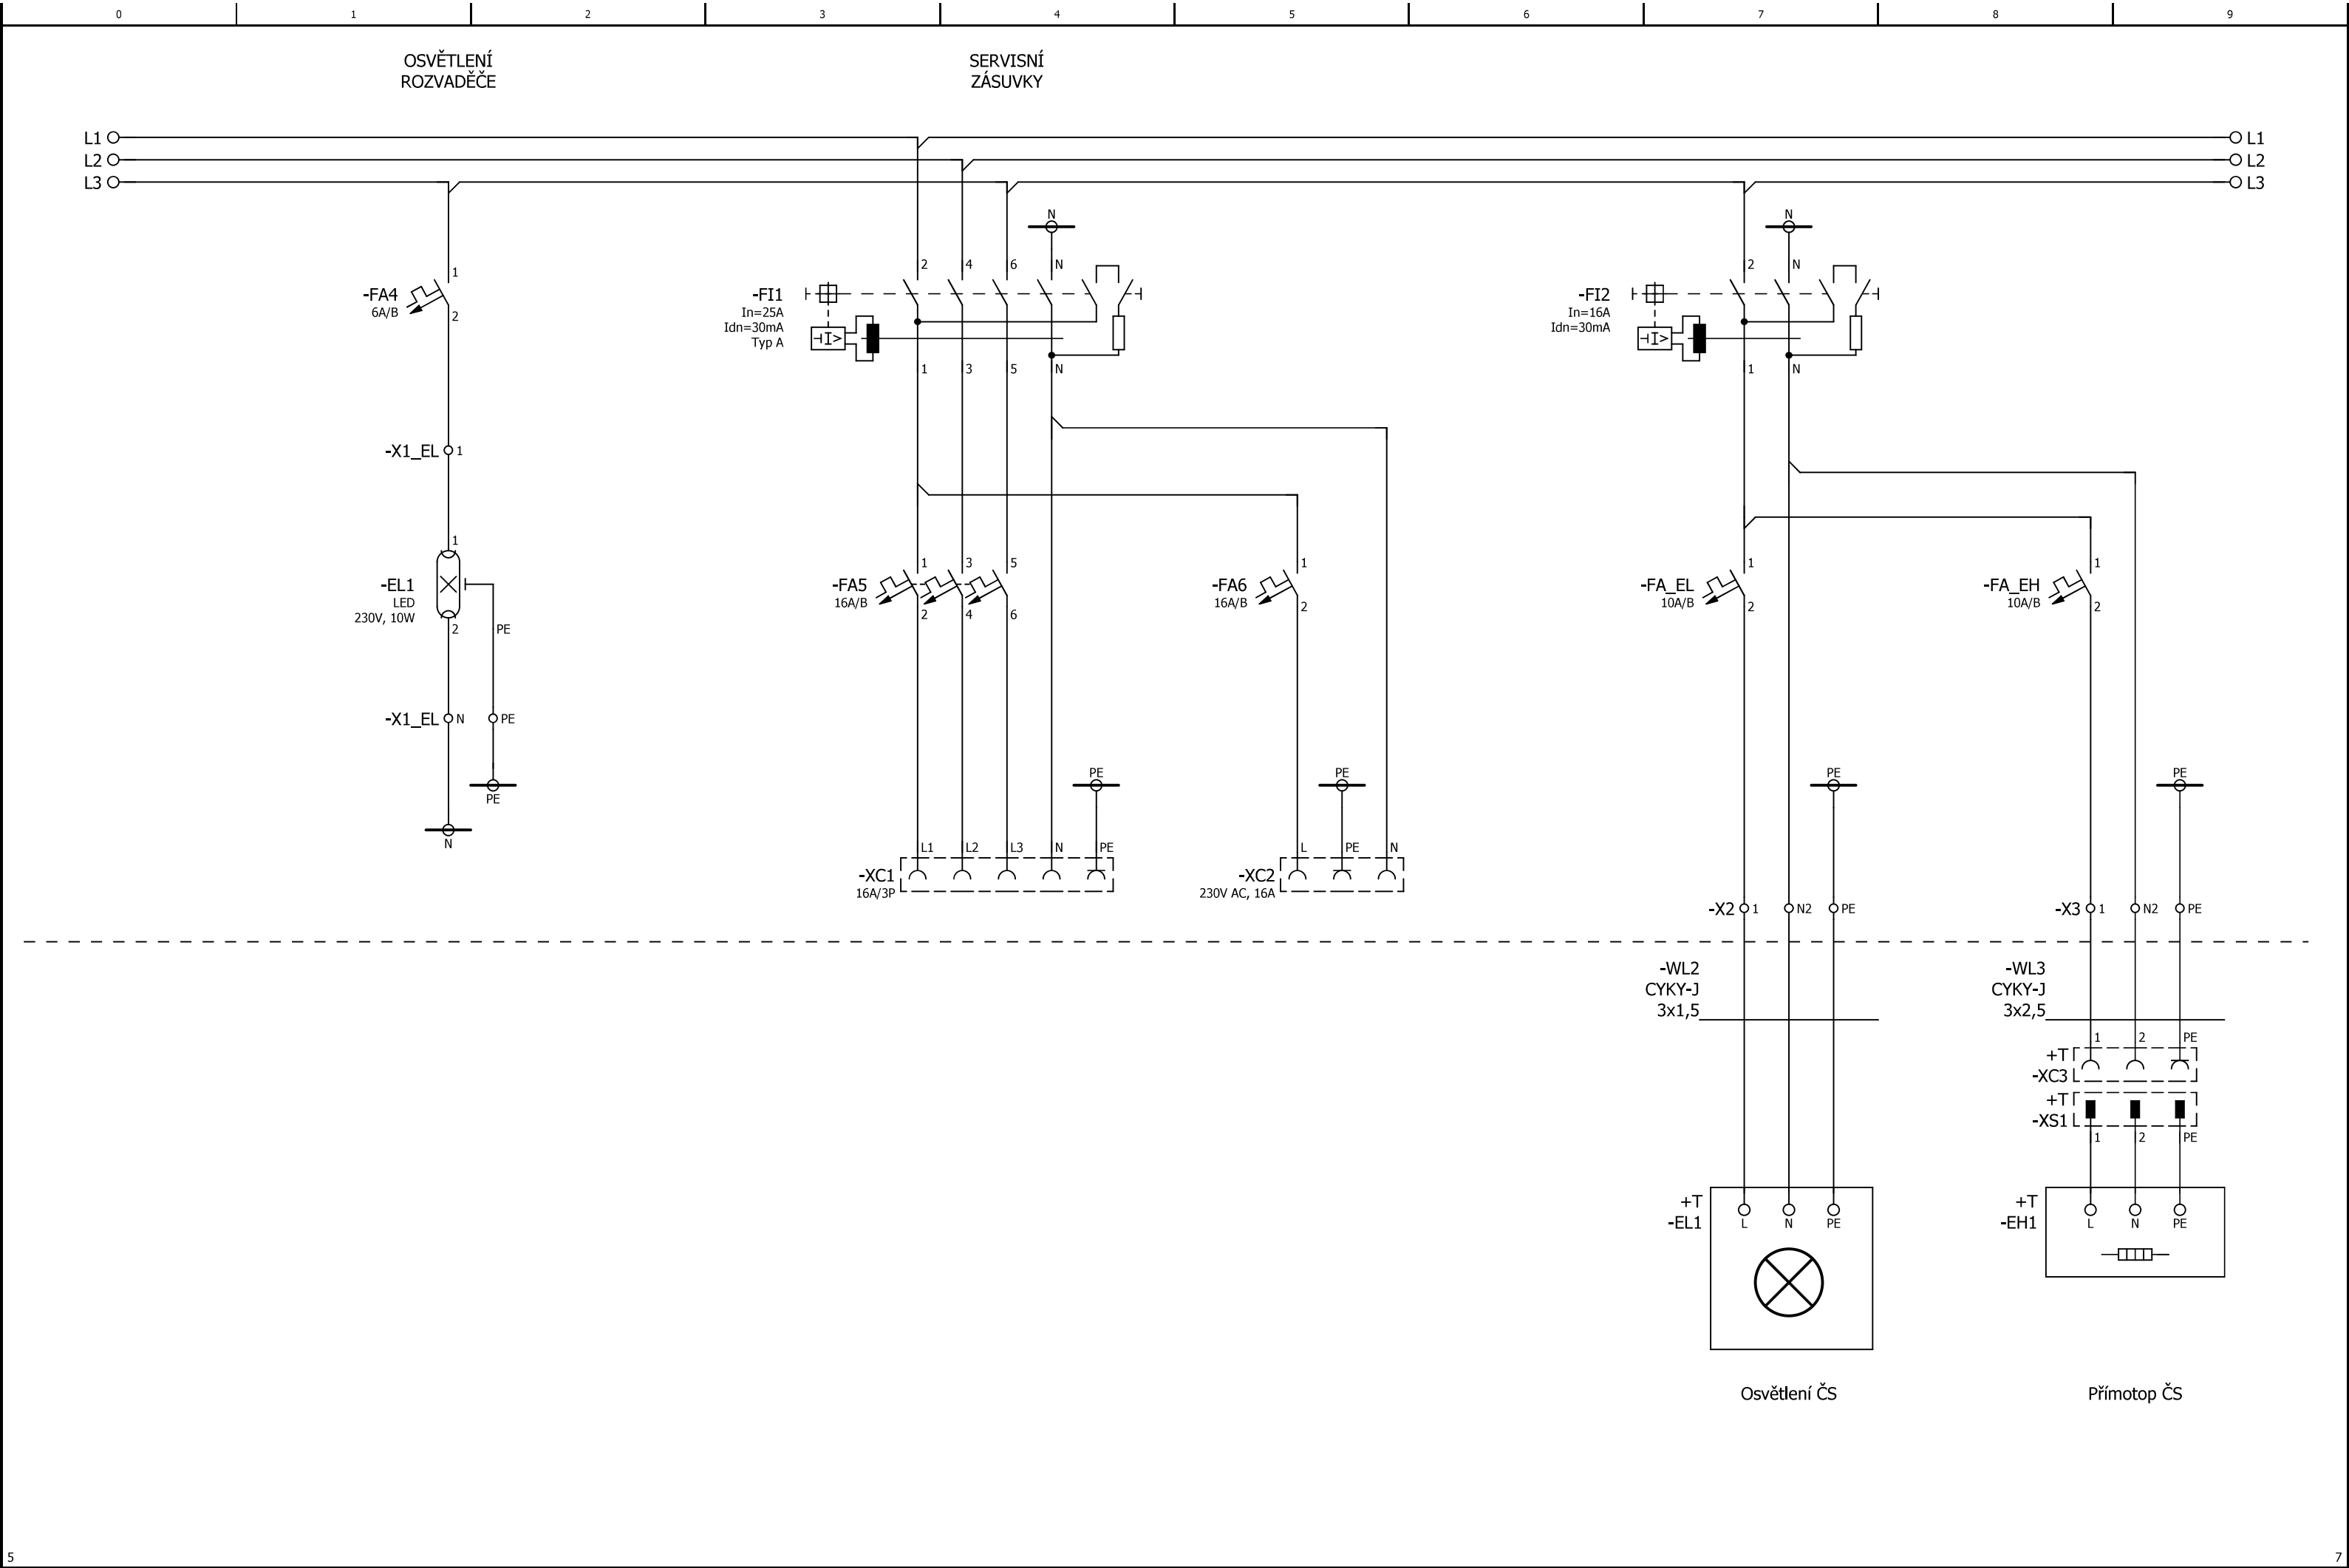 0 1 2 3 4 5 6 7 8 9
OSVĚTLENÍ
ROZVADĚČE
SERVISNÍ
ZÁSUVKY
L1 L1
L2 L2
L3 L3
N N
1 2 4 6 N 2 N
-FA4
6A/B
2
-FI1
In=25A
Idn=30mA
Typ A
-FI2
In=16A
Idn=30mA
1 3 5 N 1 N
-X1_EL 1
1
-EL1
LED
230V, 10W
2 PE
1 3 5
-FA5
16A/B
2 4 6
1
-FA6
16A/B
2
1
-FA_EL
10A/B
2
1
-FA_EH
10A/B
2
-X1_EL N PE
PE
N
PE PE PE PE
L1 L2 L3 N PE
-XC1
16A/3P
L PE N
-XC2
230V AC, 16A
-X2 1 N2 PE
-X3 1 N2 PE
-WL2
CYKY-J
3x1,5
-WL3
CYKY-J
3x2,5
1 2 PE
+T
-XC3
+T
-XS1
1 2 PE
+T
-EL1
L N PE
+T
-EH1
L N PE
Osvětlení ČS
Přímotop ČS
5 7